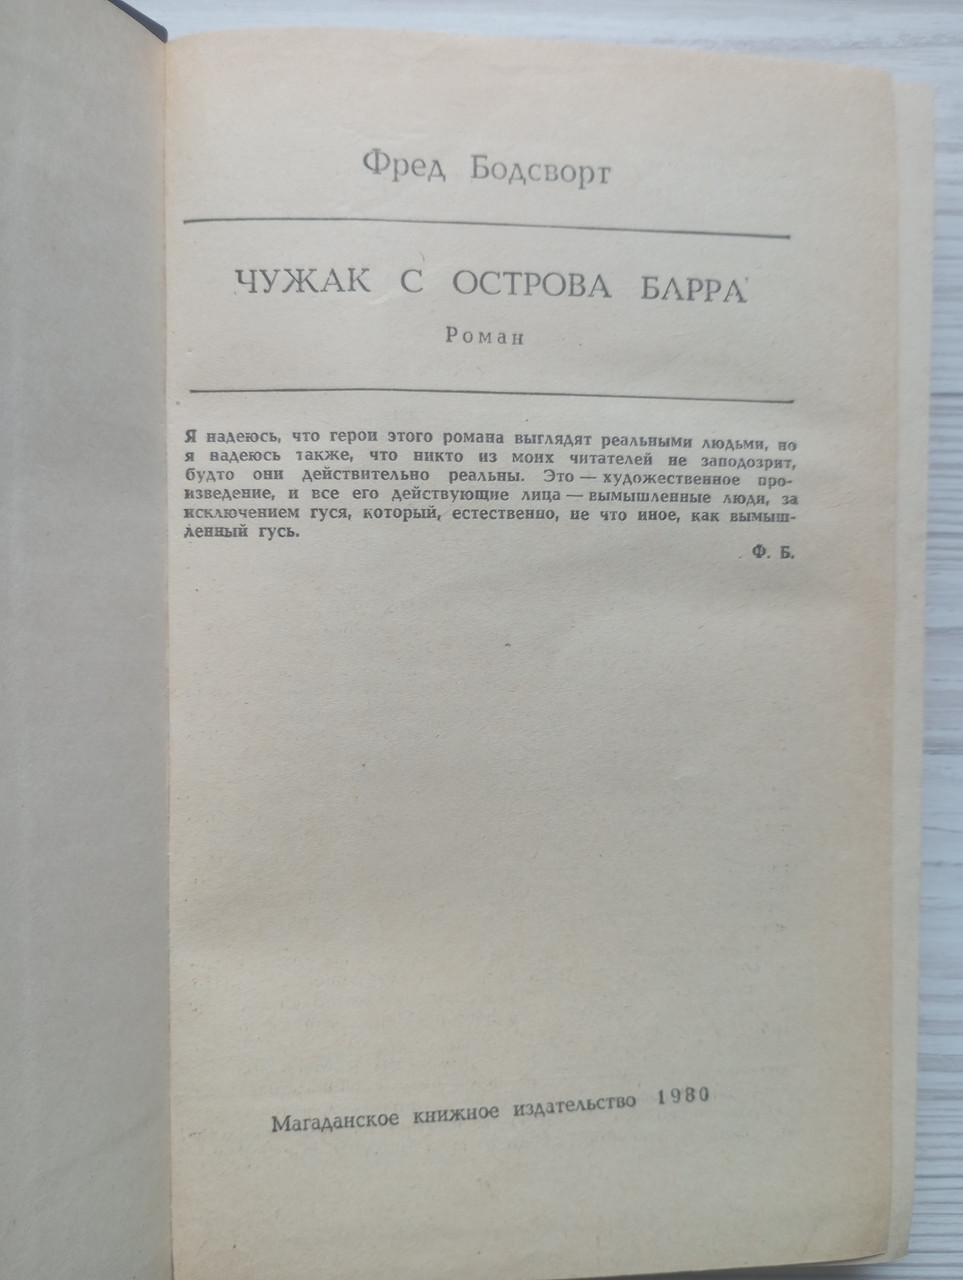 Фред Бодсворт
ЧУЖАК С ОСТРОВА БАРРА
Роман
Я надеюсь, что герои этого романа выглядят реальными людьми, но
я надеюсь также, что никто из моих читателей не заподозрит,
будто они действительно реальны. Это — художественное про-
изведение, и все его действующие лица — вымышленные люди, за
исключением гуся, который, естественно, не что иное, как вымыш-
ленный гусь.
Ф. Б.
Магаданское книжное издательство 1980